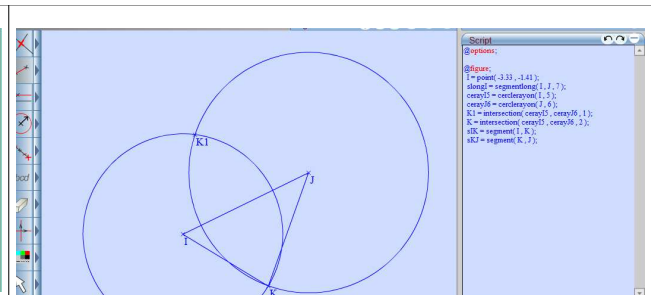 Script
@options;
@figure;
I = point( -3.33 , -1.41 );
slongI = segmentlong( I , J , 7 );
cerayI5 = cerclerayon( I , 5 );
cerayJ6 = cerclerayon( J , 6 );
K1 = intersection( cerayI5 , cerayJ6 , 1 );
K = intersection( cerayI5 , cerayJ6 , 2 );
sIK = segment( I , K );
sKJ = segment( K , J );
K1
J
I
K